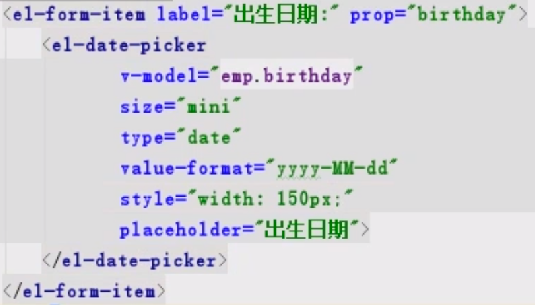 <el-form-item label="出生日期:" prop="birthday">
<el-date-picker
v-model="emp.birthday"
size="mini"
type="date"
value-format="yyyy-MM-dd"
style="width: 150px;"
placeholder="出生日期">
</el-date-picker>
</el-form-item>